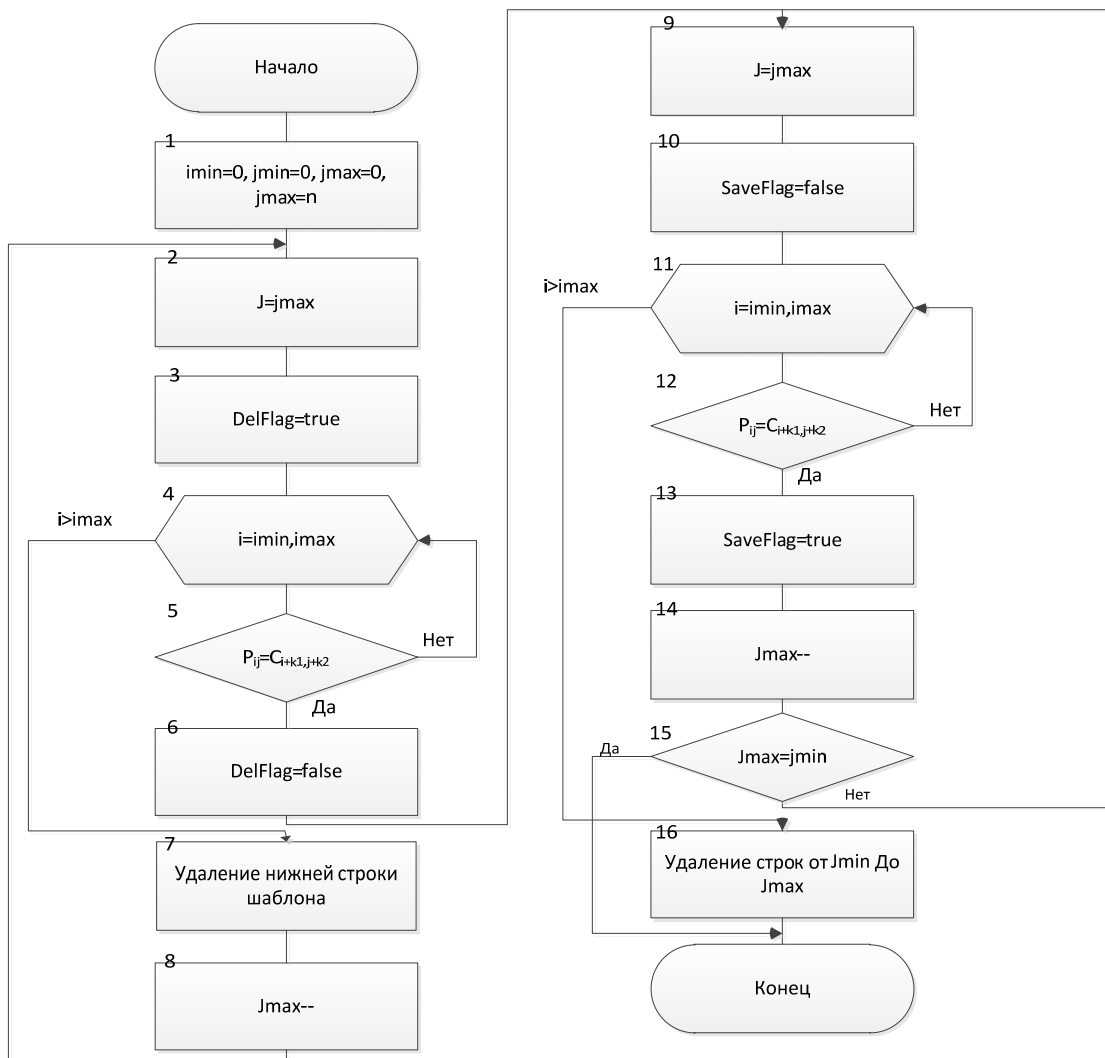 Начало
1
imin=0, jmin=0, jmax=0,
jmax=n
2
J=jmax
3
DelFlag=true
4
i>imax
i=imin,imax
5
Нет
Pij=Ci+k1,j+k2
Да
6
DelFlag=false
7
Удаление нижней строки
шаблона
8
Jmax--
9
J=jmax
10
SaveFlag=false
11
i>imax
i=imin,imax
12
Нет
Pij=Ci+k1,j+k2
Да
13
SaveFlag=true
14
Jmax--
15
Да
Jmax=jmin
Нет
16
Удаление строк от Jmin До
Jmax
Конец